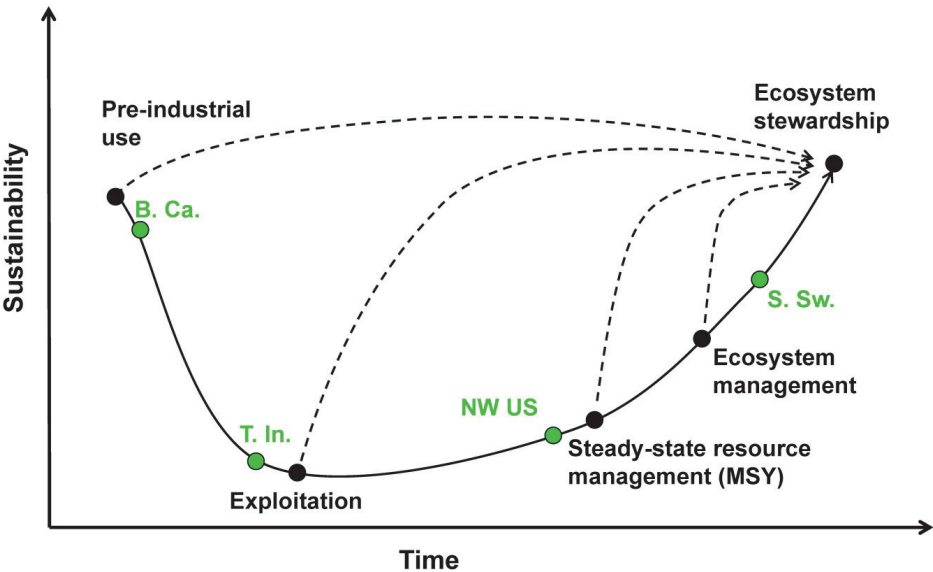 Pre-industrial
use
Ecosystem
stewardship
B. Ca.
S. Sw.
Ecosystem
management
NW US
T. In.
Steady-state resource
management (MSY)
Exploitation
Sustainability
Time